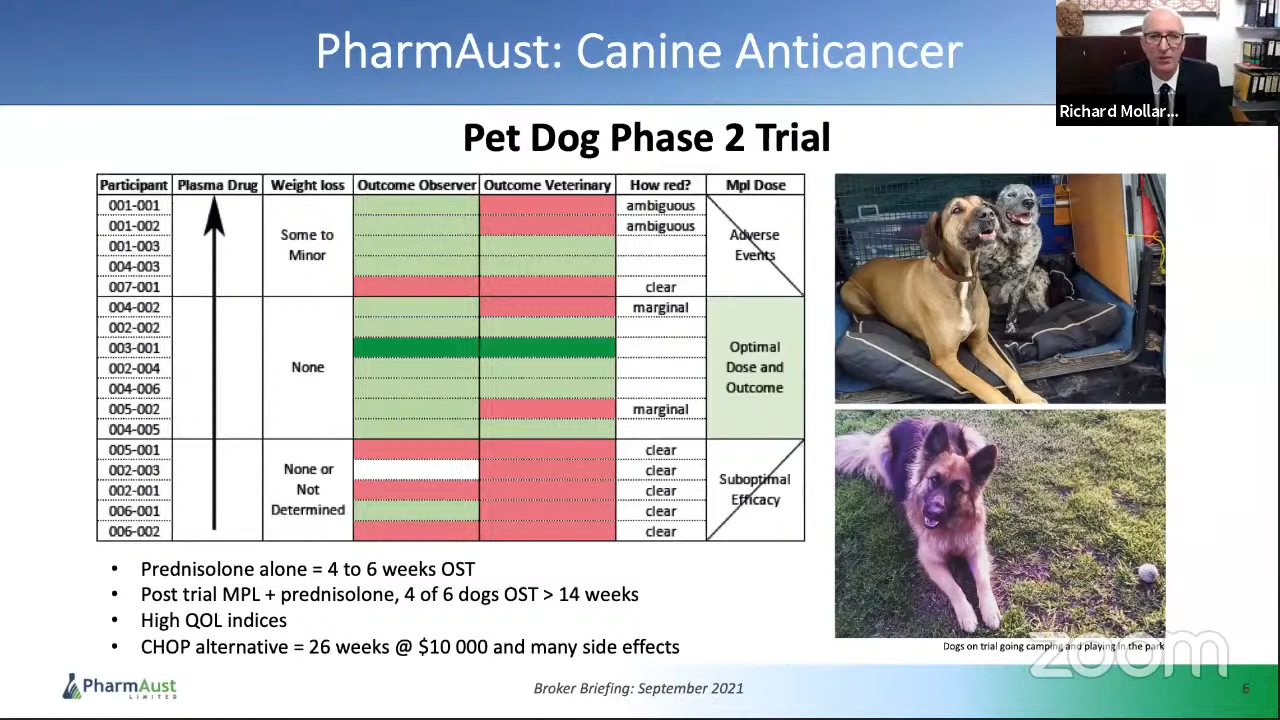 PharmAust: Canine Anticancer
Richard Mollar...
Pet Dog Phase 2 Trial
Participant Plasma Drug Weight loss Outcome Observer Outcome Veterinary How red? Mpl Dose
001-001 ambiguous
001-002 ambiguous
001-003
004-003
007-001 clear
Some to
Minor
Adverse
Events
004-002 marginal
002-002
003-001
002-004
004-006
005-002 marginal
004-005
None
Optimal
Dose and
Outcome
005-001 clear
002-003 clear
002-001 clear
006-001 clear
006-002 clear
None or
Not
Determined
Suboptimal
Efficacy
• Prednisolone alone = 4 to 6 weeks OST
• Post trial MPL + prednisolone, 4 of 6 dogs OST > 14 weeks
• High QOL indices
• CHOP alternative = 26 weeks @ $10 000 and many side effects
Dogs on trial going camping and playing in the park
zoom
PharmAust
LIMITED
Broker Briefing: September 2021
6